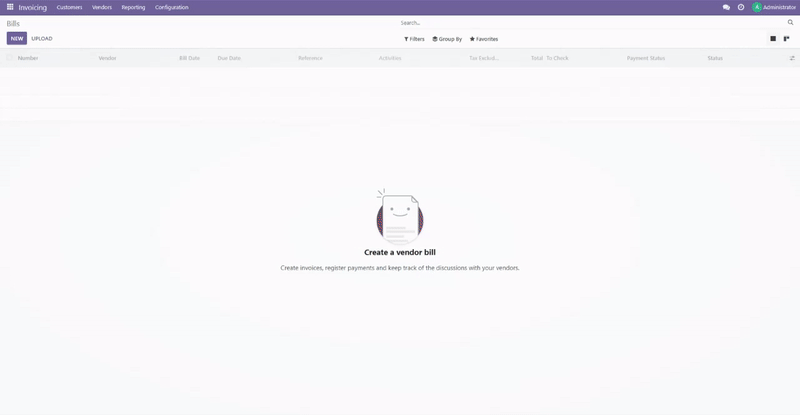 Invoicing Customers Vendors Reporting Configuration A Administrator
Bills Search...
NEW UPLOAD Filters Group By Favorites
Number Vendor Bill Date Due Date Reference Activities Tax Exclud... Total To Check Payment Status Status
Create a vendor bill
Create invoices, register payments and keep track of the discussions with your vendors.